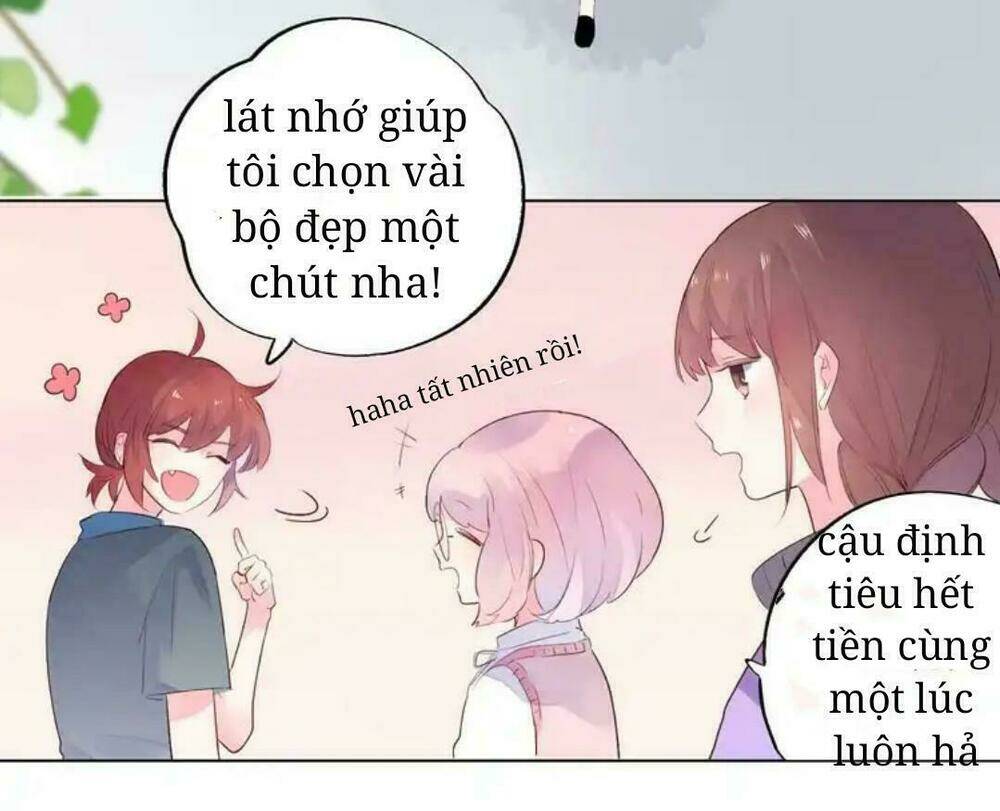 lát nhớ giúp
tôi chọn vài
bộ đẹp một
chút nha!
haha tất nhiên rồi!
cậu định
tiêu hết
tiền cùng
một lúc
luôn hả